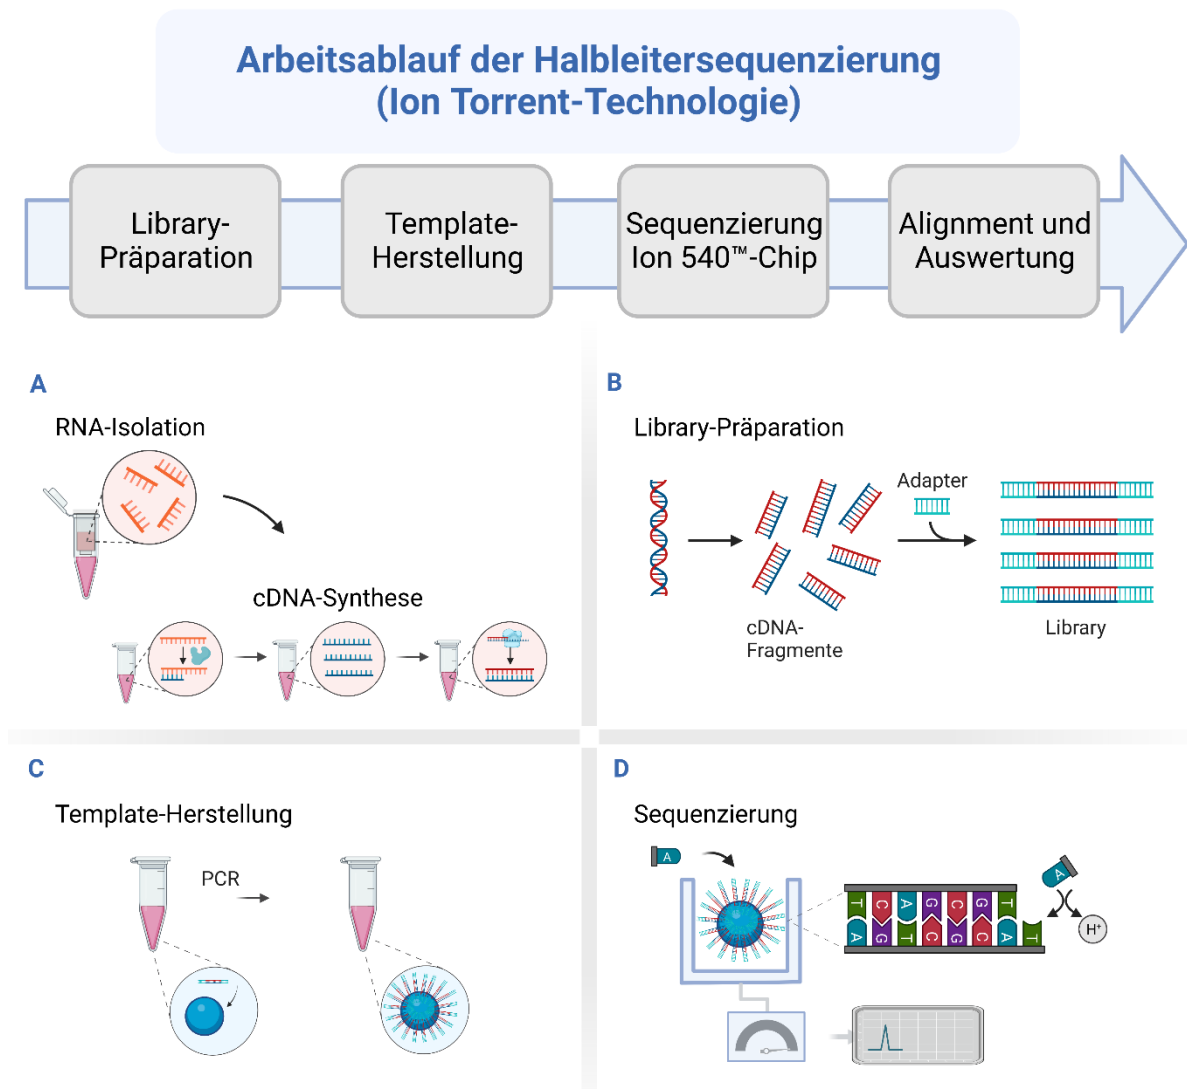 Arbeitsablauf der Halbleitersequenzierung
(Ion Torrent-Technologie)
Library-
Präparation
Template-
Herstellung
Sequenzierung
Ion 540™-Chip
Alignment und
Auswertung
A
RNA-Isolation
cDNA-Synthese
B
Library-Präparation
Adapter
cDNA-
Fragmente
Library
C
Template-Herstellung
PCR
D
Sequenzierung
A
A
T C A G C G T
A G T C G C A T
H⁺